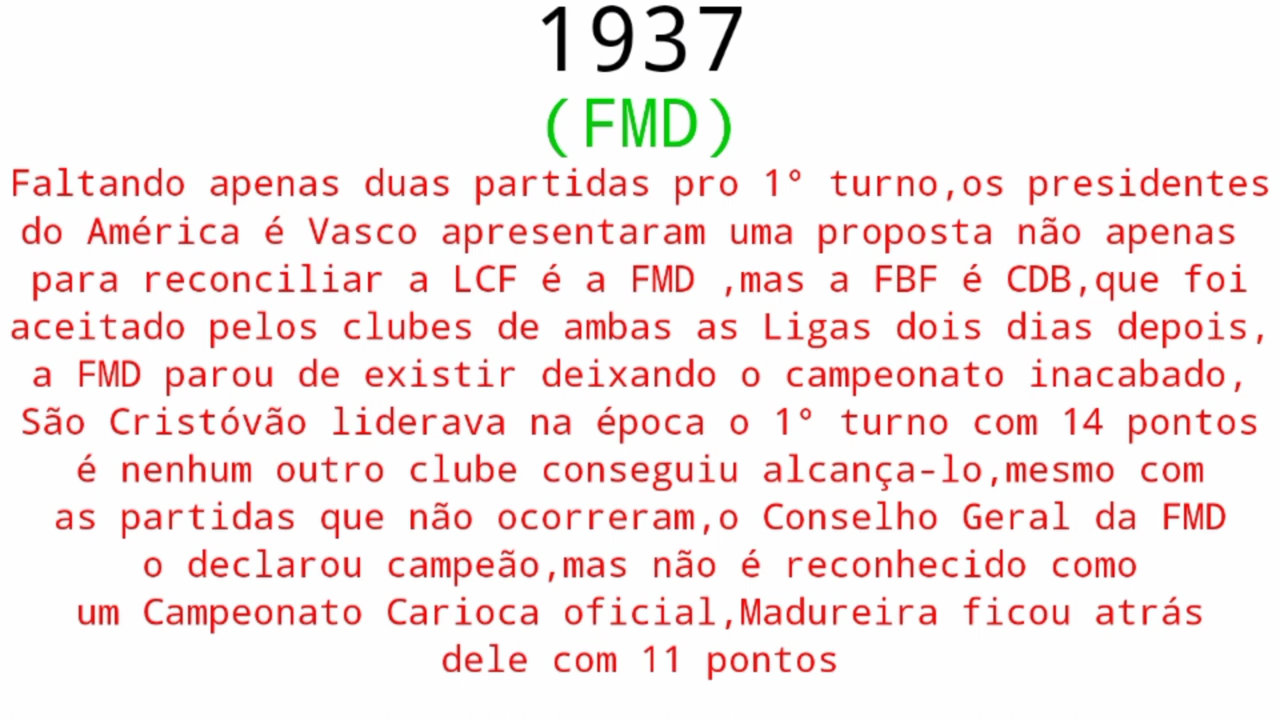 1937
(FMD)
Faltando apenas duas partidas pro 1° turno,os presidentes
do América é Vasco apresentaram uma proposta não apenas
para reconciliar a LCF é a FMD ,mas a FBF é CDB,que foi
aceitado pelos clubes de ambas as Ligas dois dias depois,
a FMD parou de existir deixando o campeonato inacabado,
São Cristóvão liderava na época o 1° turno com 14 pontos
é nenhum outro clube conseguiu alcança-lo,mesmo com
as partidas que não ocorreram,o Conselho Geral da FMD
o declarou campeão,mas não é reconhecido como
um Campeonato Carioca oficial,Madureira ficou atrás
dele com 11 pontos